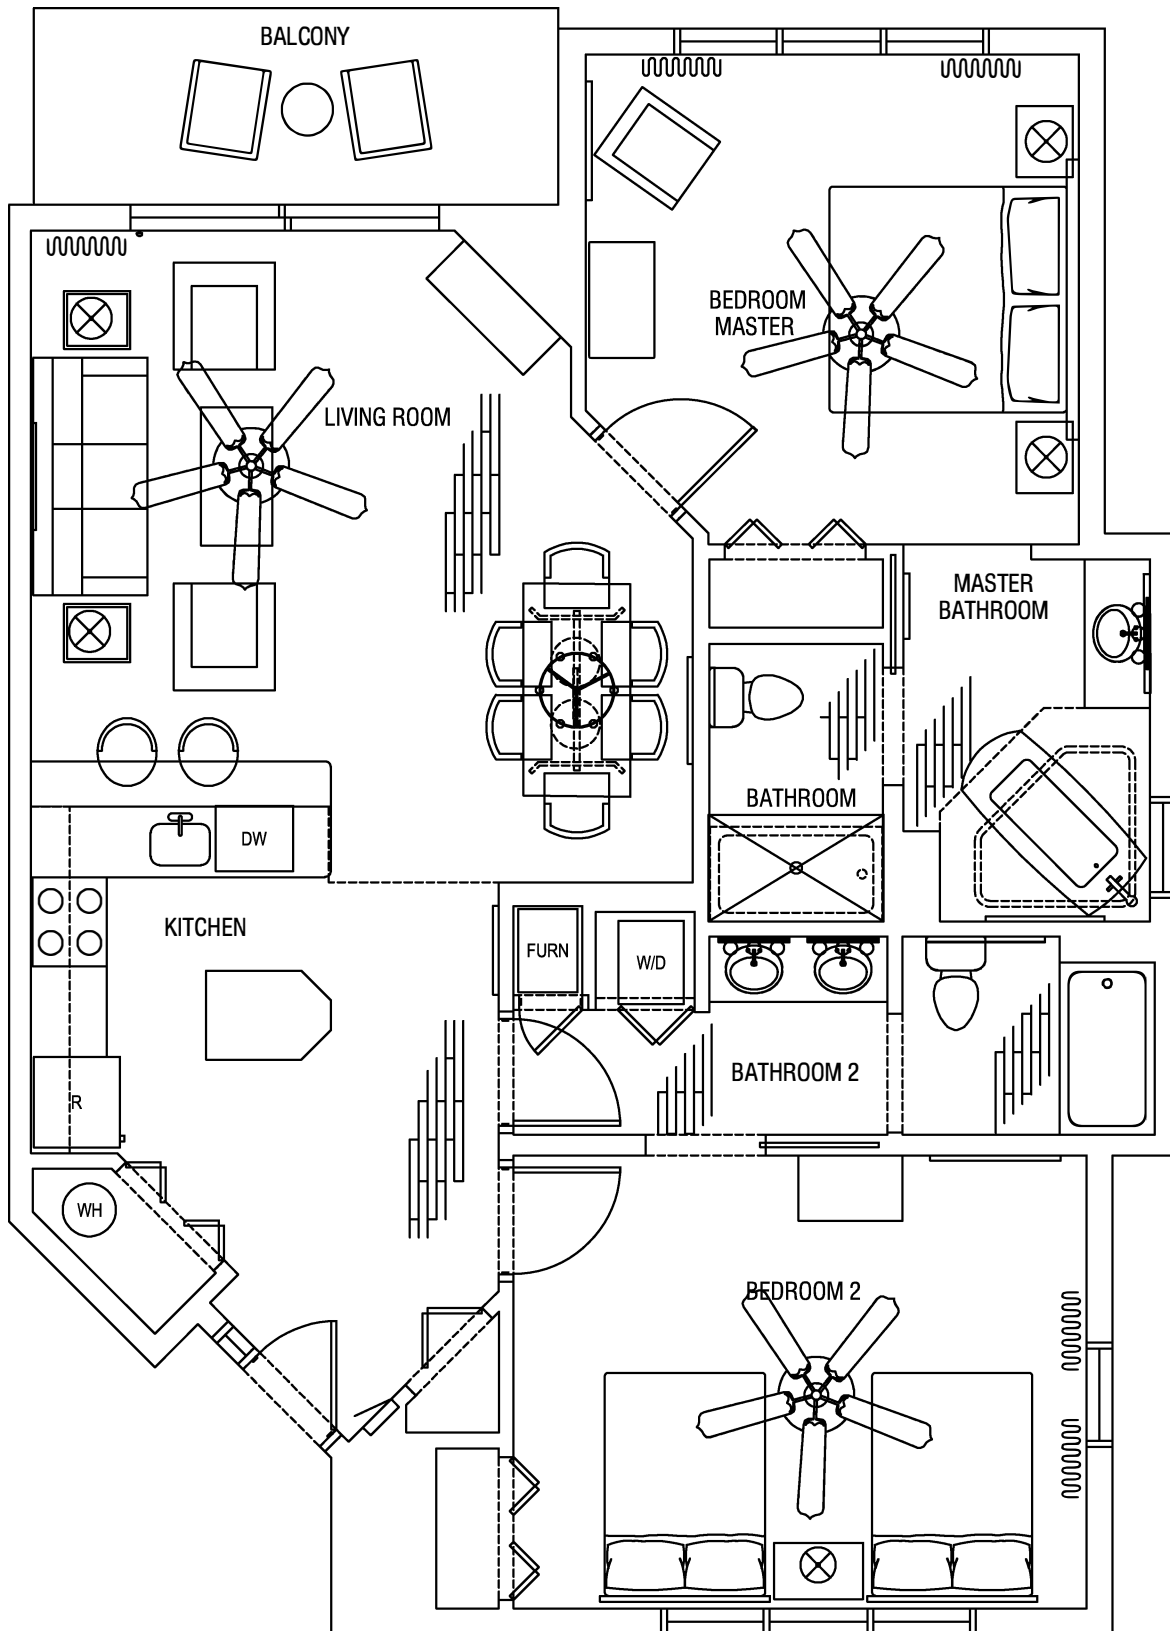 BALCONY
BEDROOM
MASTER
LIVING ROOM
MASTER
BATHROOM
BATHROOM
DW
KITCHEN
FURN
W/D
BATHROOM 2
R
WH
BEDROOM 2